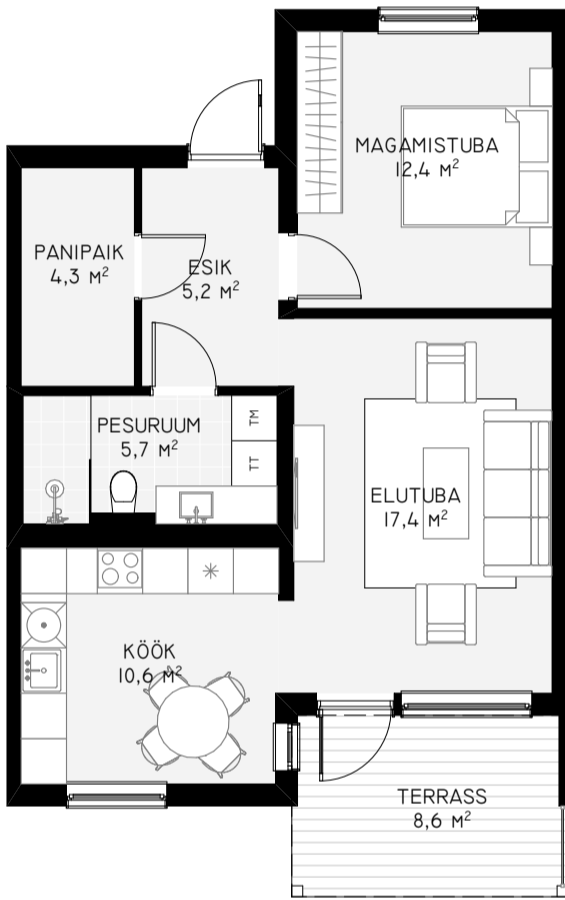 MAGAMISTUBA
12,4 M²
PANIPAIK
4,3 M²
ESIK
5,2 M²
PESURUUM
5,7 M²
TM
TT
ELUTUBA
17,4 M²
KÖÖK
10,6 M²
TERRASS
8,6 M²